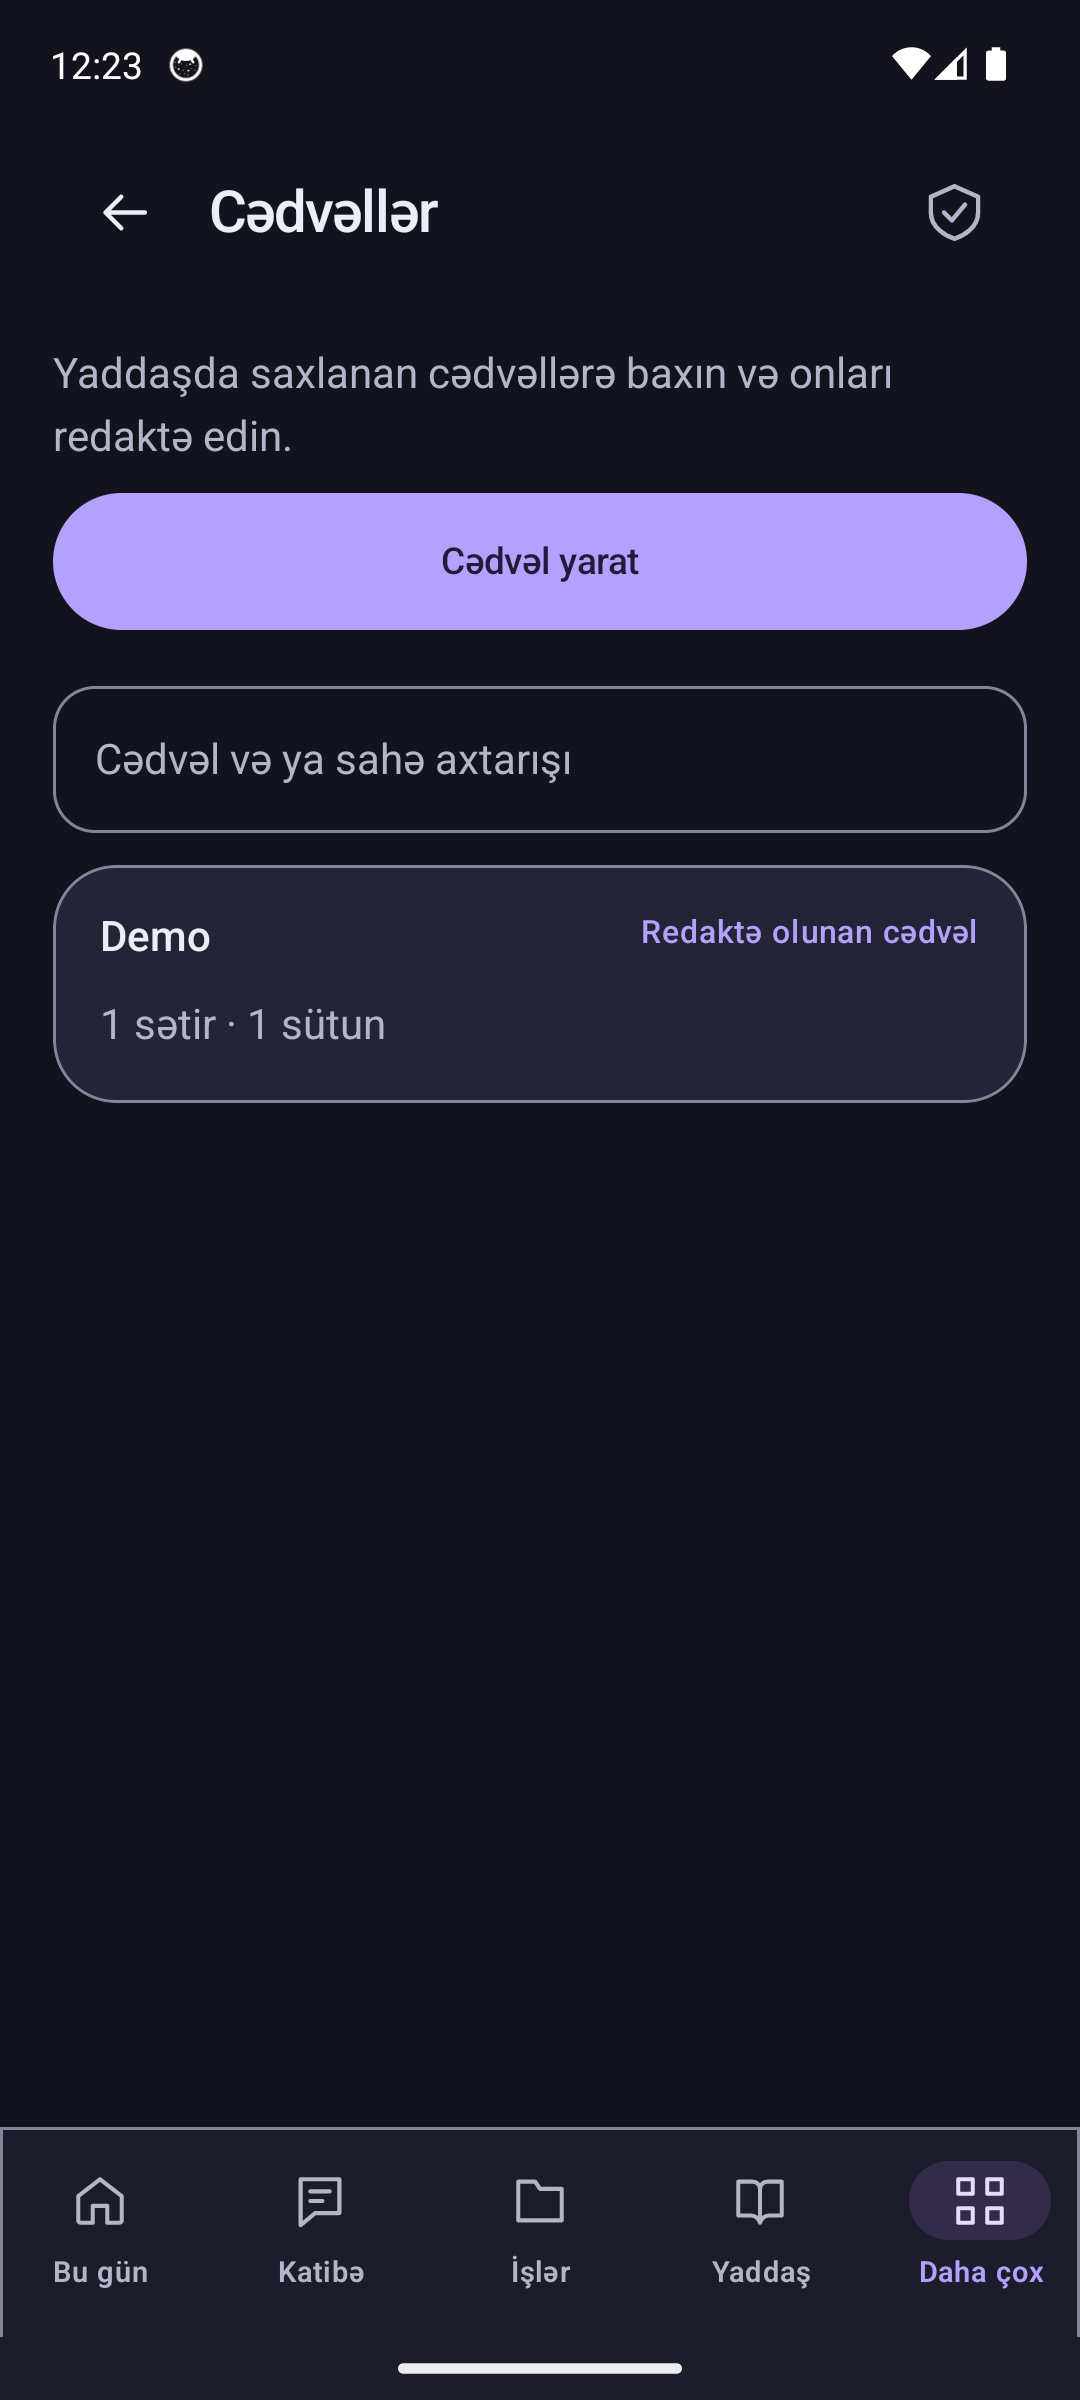 12:23
Cədvəllər
Yaddaşda saxlanan cədvəllərə baxın və onları
redaktə edin.
Cədvəl yarat
Cədvəl və ya sahə axtarışı
Demo
Redaktə olunan cədvəl
1 sətir · 1 sütun
Bu gün
Katibə
İşlər
Yaddaş
Daha çox